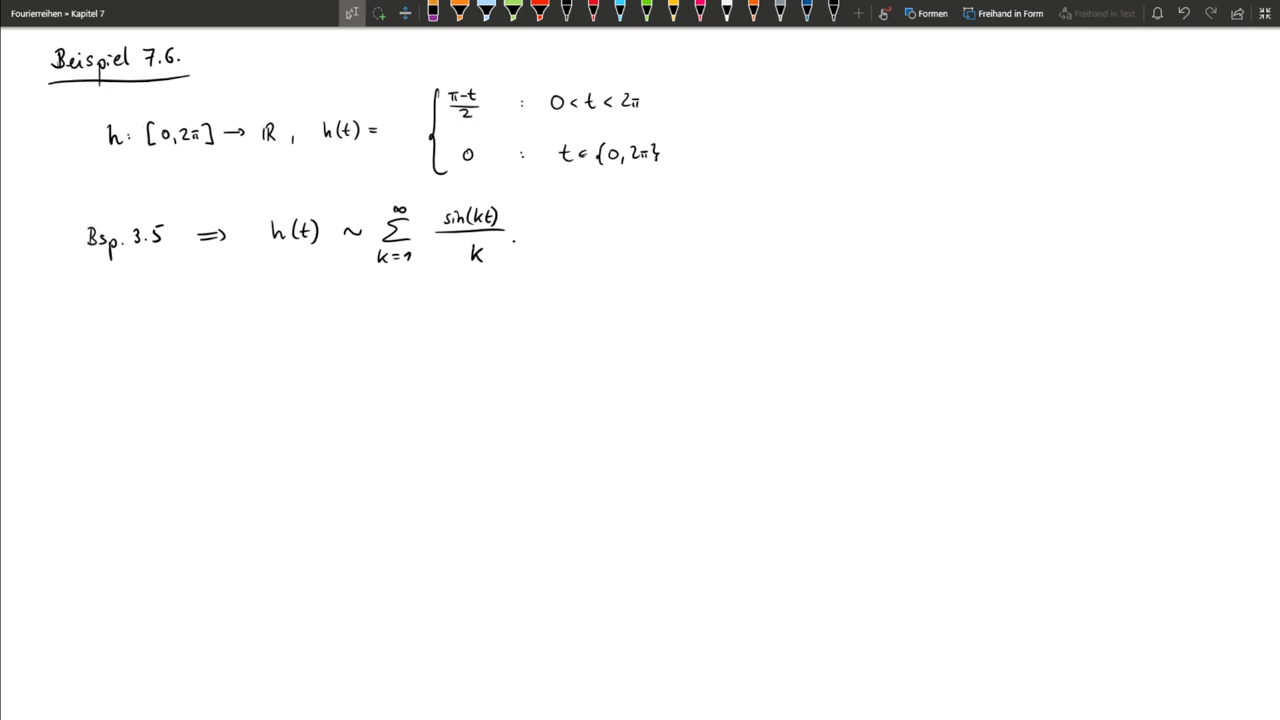 Fourierreihen » Kapitel 7
Formen
Freihand in Form
Freihand in Text
Beispiel 7.6.
h: [0,2π] → ℝ, h(t) = { (π-t)/2 : 0 < t < 2π
0 : t ∈ {0, 2π}
Bsp. 3.5 ⟹ h(t) ~ ∑_{k=1}^{∞} sin(kt)/k .